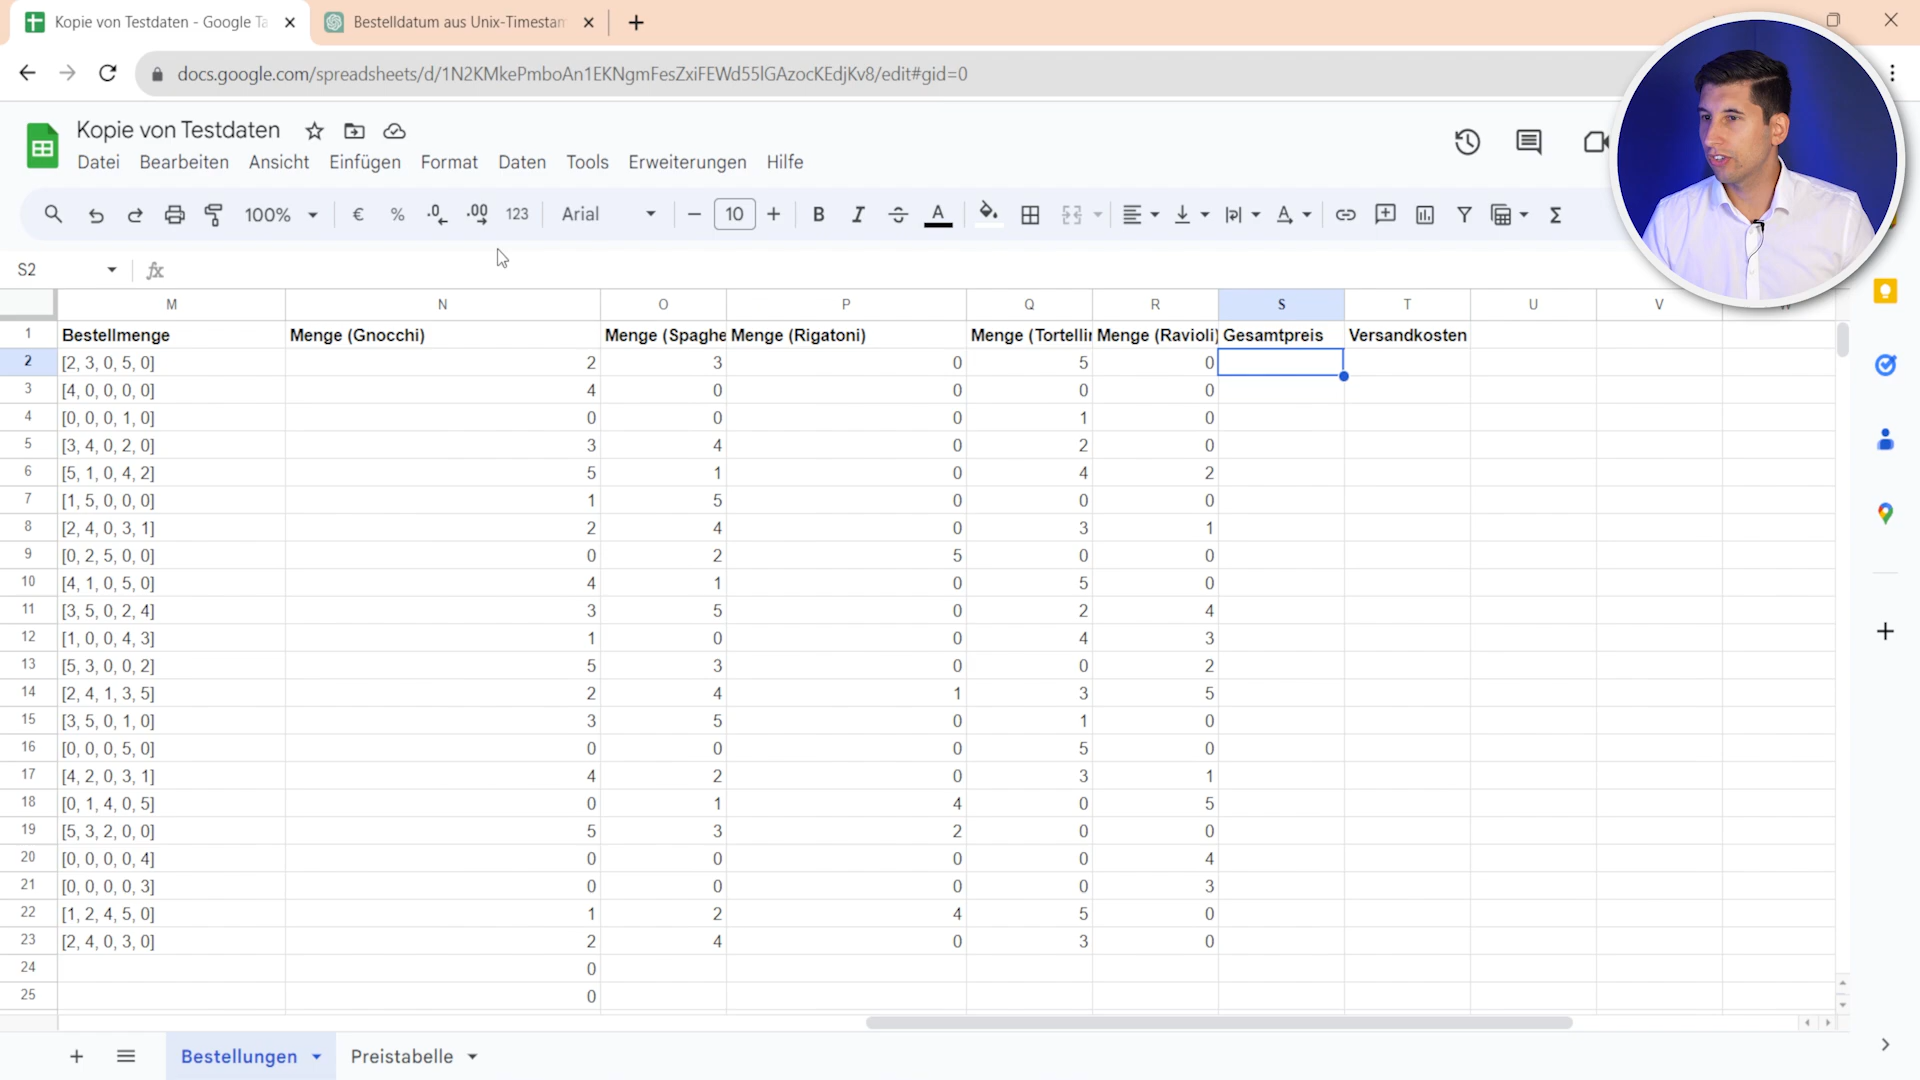 Kopie von Testdaten - Google Ta
Bestelldatum aus Unix-Timestam
docs.google.com/spreadsheets/d/1N2KMkePmboAn1EKNgmFesZxiFEWd55lGAzocKEdjKv8/edit#gid=0
Kopie von Testdaten
Datei Bearbeiten Ansicht Einfügen Format Daten Tools Erweiterungen Hilfe
100% € % .0 .00 123 Arial 10 B I A
S2 fx
M N O P Q R S T U V
1 Bestellmenge Menge (Gnocchi) Menge (Spaghe Menge (Rigatoni) Menge (Tortellin Menge (Ravioli) Gesamtpreis Versandkosten
2 [2, 3, 0, 5, 0] 2 3 0 5 0
3 [4, 0, 0, 0, 0] 4 0 0 0 0
4 [0, 0, 0, 1, 0] 0 0 0 1 0
5 [3, 4, 0, 2, 0] 3 4 0 2 0
6 [5, 1, 0, 4, 2] 5 1 0 4 2
7 [1, 5, 0, 0, 0] 1 5 0 0 0
8 [2, 4, 0, 3, 1] 2 4 0 3 1
9 [0, 2, 5, 0, 0] 0 2 5 0 0
10 [4, 1, 0, 5, 0] 4 1 0 5 0
11 [3, 5, 0, 2, 4] 3 5 0 2 4
12 [1, 0, 0, 4, 3] 1 0 0 4 3
13 [5, 3, 0, 0, 2] 5 3 0 0 2
14 [2, 4, 1, 3, 5] 2 4 1 3 5
15 [3, 5, 0, 1, 0] 3 5 0 1 0
16 [0, 0, 0, 5, 0] 0 0 0 5 0
17 [4, 2, 0, 3, 1] 4 2 0 3 1
18 [0, 1, 4, 0, 5] 0 1 4 0 5
19 [5, 3, 2, 0, 0] 5 3 2 0 0
20 [0, 0, 0, 0, 4] 0 0 0 0 4
21 [0, 0, 0, 0, 3] 0 0 0 0 3
22 [1, 2, 4, 5, 0] 1 2 4 5 0
23 [2, 4, 0, 3, 0] 2 4 0 3 0
24 0
25 0
Bestellungen Preistabelle